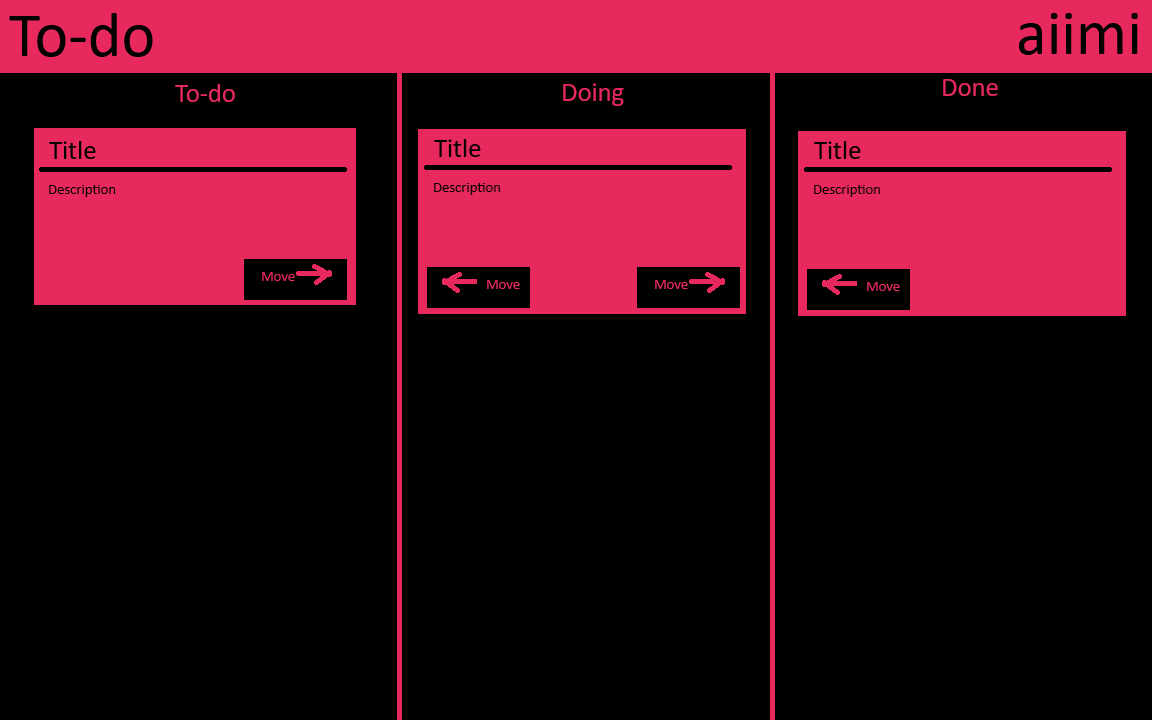 To-do
aiimi
To-do
Doing
Done
Title
Description
Move
Title
Description
Move
Move
Title
Description
Move